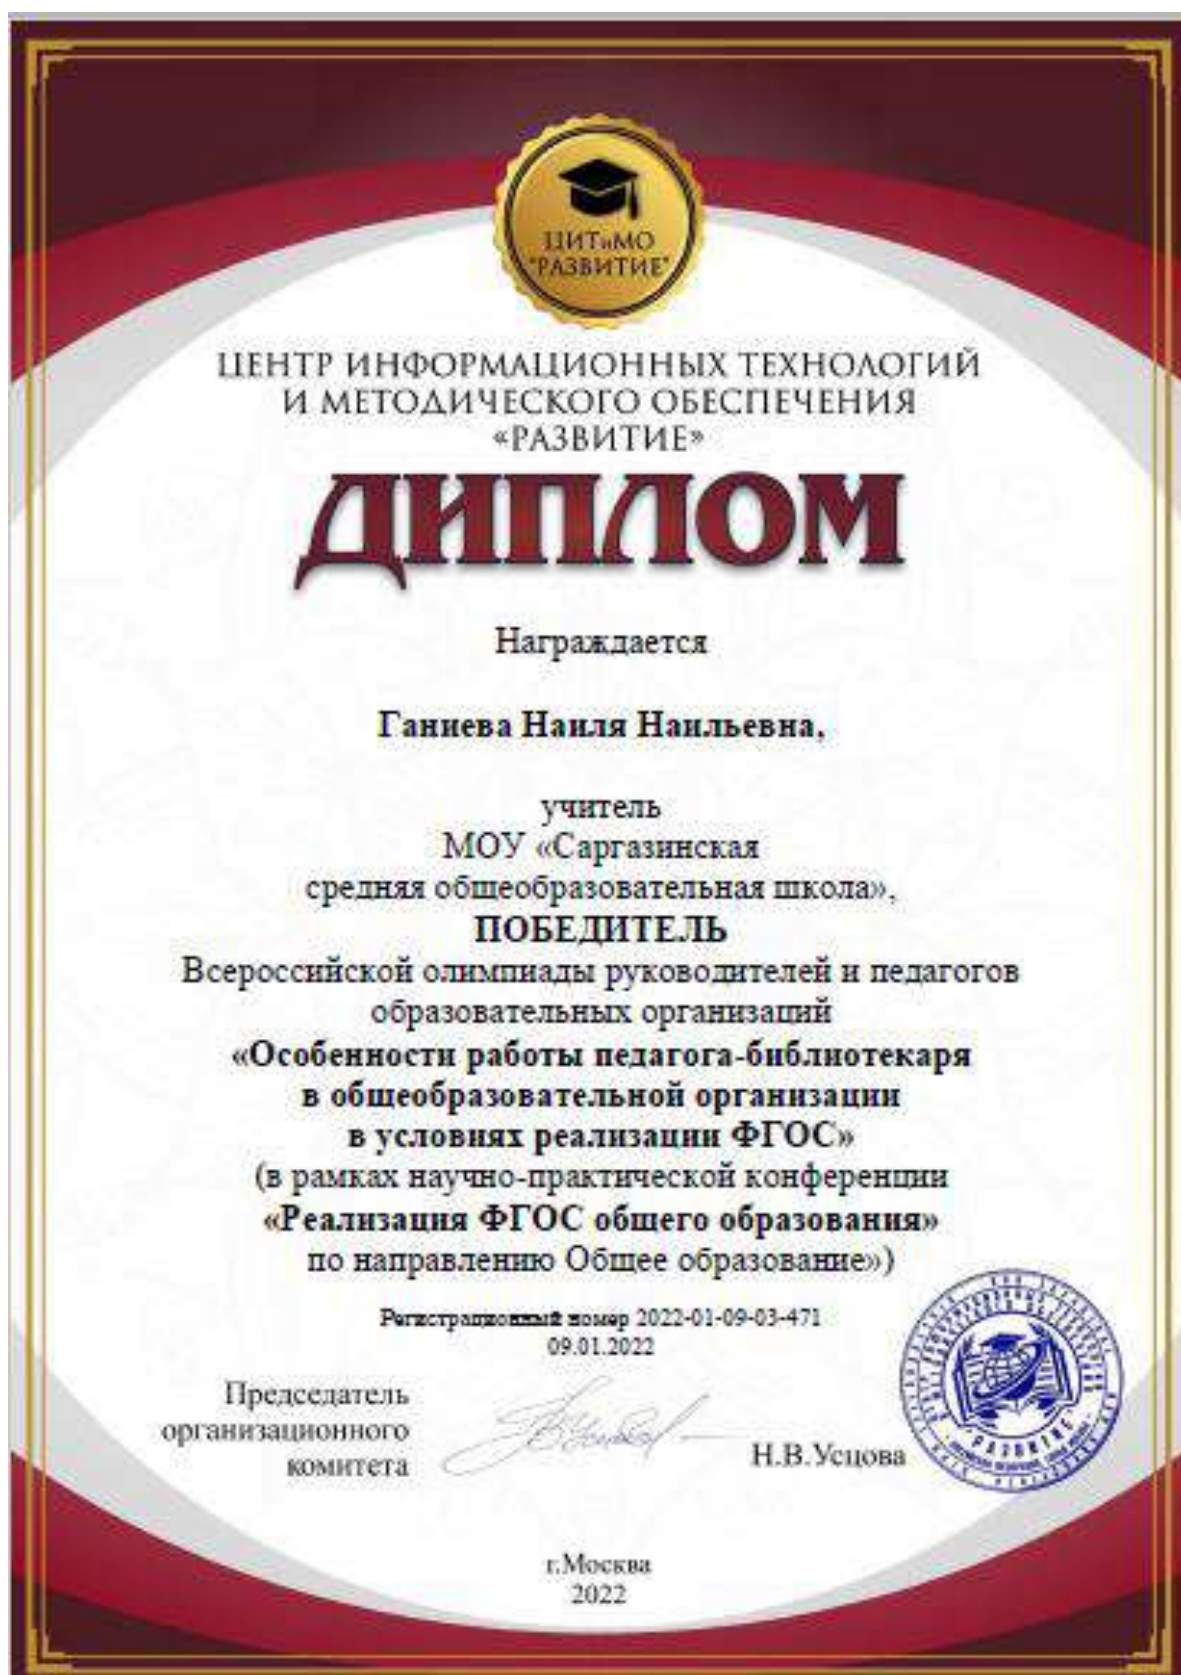 ЦИТиМО
"РАЗВИТИЕ"
ЦЕНТР ИНФОРМАЦИОННЫХ ТЕХНОЛОГИЙ
И МЕТОДИЧЕСКОГО ОБЕСПЕЧЕНИЯ
«РАЗВИТИЕ»
ДИПЛОМ
Награждается
Ганиева Наиля Наильевна,
учитель
МОУ «Саргазинская
средняя общеобразовательная школа»,
ПОБЕДИТЕЛЬ
Всероссийской олимпиады руководителей и педагогов
образовательных организаций
«Особенности работы педагога-библиотекаря
в общеобразовательной организации
в условиях реализации ФГОС»
(в рамках научно-практической конференции
«Реализация ФГОС общего образования»
по направлению Общее образование»)
Регистрационный номер 2022-01-09-03-471
09.01.2022
Председатель
организационного
комитета
Н.В.Усцова
РАЗВИТИЕ
г.Москва
2022